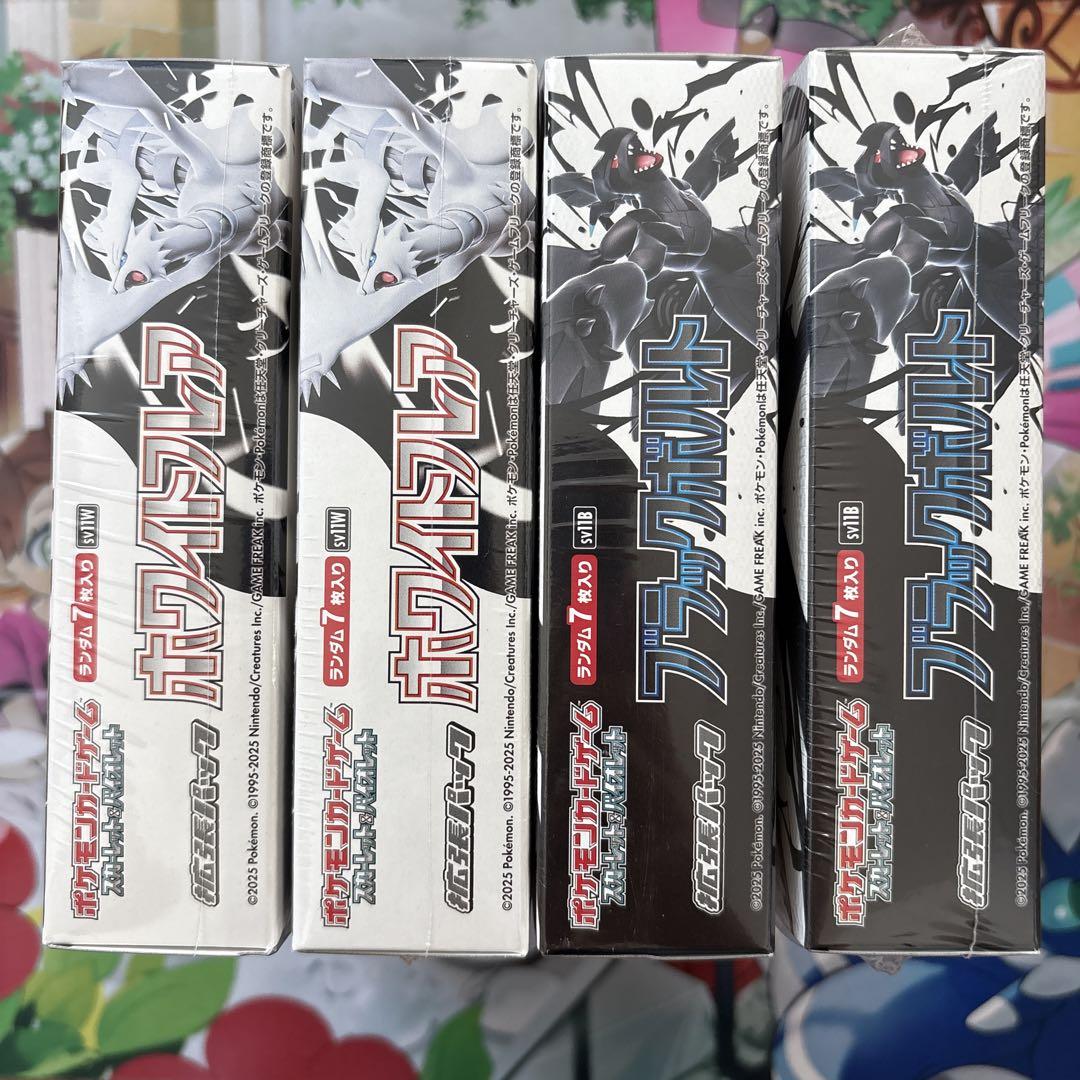 ポケモンカードゲーム
スカーレット&バイオレット
ランダム7枚入り
sv11W
ホワイトフレア
拡張パック
©2025 Pokémon. ©1995-2025 Nintendo/Creatures Inc./GAME FREAK inc. ポケモン・Pokémonは任天堂・クリーチャーズ・ゲームフリークの登録商標です。
ポケモンカードゲーム
スカーレット&バイオレット
ランダム7枚入り
sv11W
ホワイトフレア
拡張パック
©2025 Pokémon. ©1995-2025 Nintendo/Creatures Inc./GAME FREAK inc. ポケモン・Pokémonは任天堂・クリーチャーズ・ゲームフリークの登録商標です。
ポケモンカードゲーム
スカーレット&バイオレット
ランダム7枚入り
sv11B
ブラックボルト
拡張パック
©2025 Pokémon. ©1995-2025 Nintendo/Creatures Inc./GAME FREAK inc. ポケモン・Pokémonは任天堂・クリーチャーズ・ゲームフリークの登録商標です。
ポケモンカードゲーム
スカーレット&バイオレット
ランダム7枚入り
sv11B
ブラックボルト
拡張パック
©2025 Pokémon. ©1995-2025 Nintendo/Creatures Inc./GAME FREAK inc. ポケモン・Pokémonは任天堂・クリーチャーズ・ゲームフリークの登録商標です。